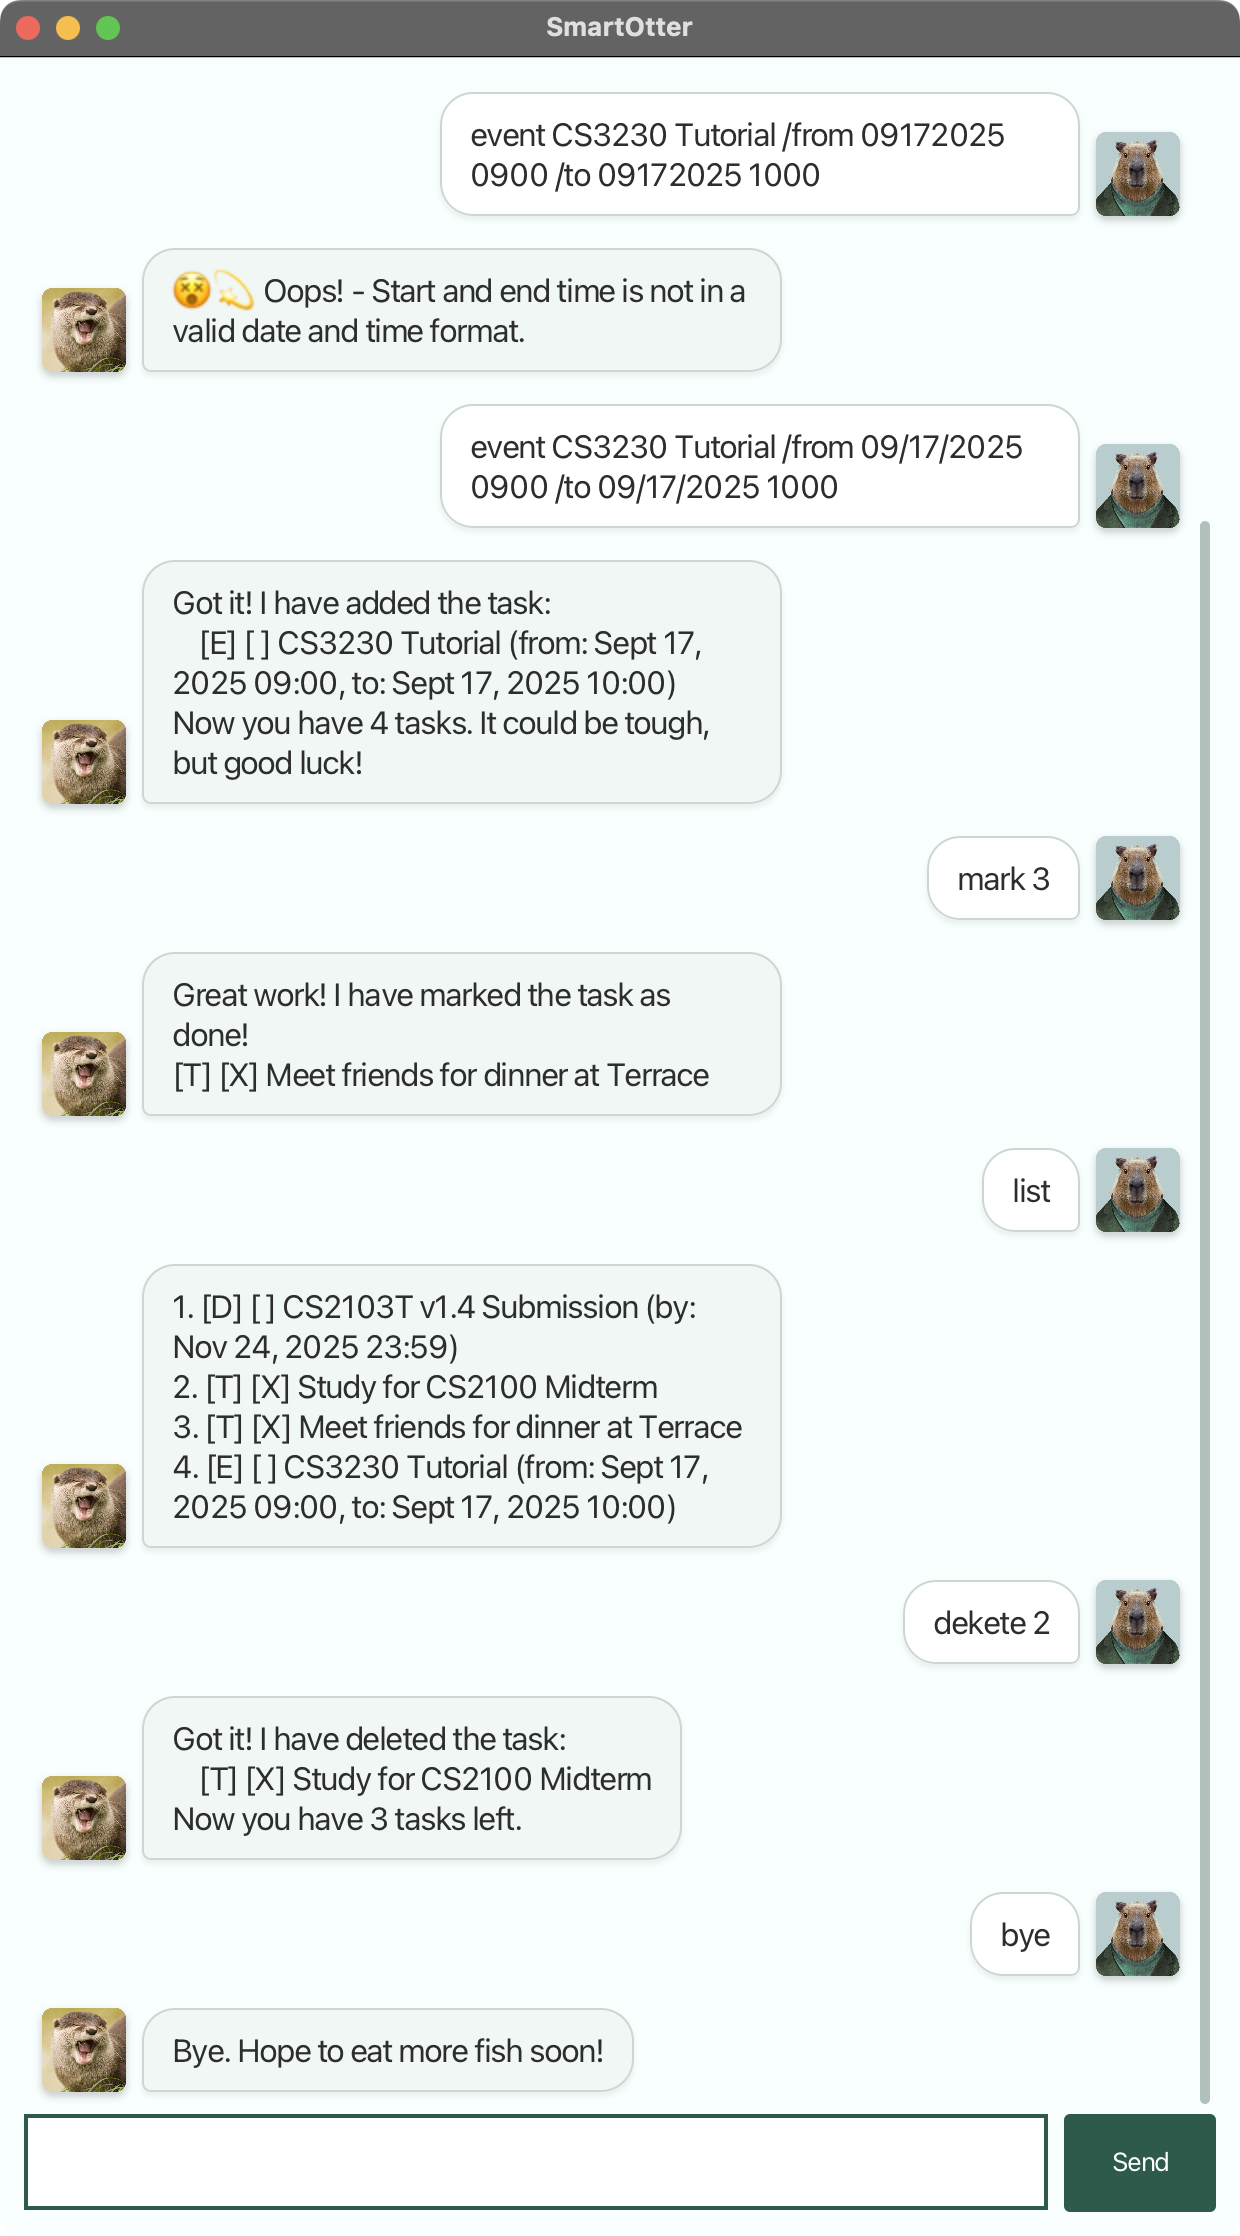 SmartOtter
event CS3230 Tutorial /from 09172025
0900 /to 09172025 1000
😵💫 Oops! - Start and end time is not in a
valid date and time format.
event CS3230 Tutorial /from 09/17/2025
0900 /to 09/17/2025 1000
Got it! I have added the task:
[E] [ ] CS3230 Tutorial (from: Sept 17,
2025 09:00, to: Sept 17, 2025 10:00)
Now you have 4 tasks. It could be tough,
but good luck!
mark 3
Great work! I have marked the task as
done!
[T] [X] Meet friends for dinner at Terrace
list
1. [D] [ ] CS2103T v1.4 Submission (by:
Nov 24, 2025 23:59)
2. [T] [X] Study for CS2100 Midterm
3. [T] [X] Meet friends for dinner at Terrace
4. [E] [ ] CS3230 Tutorial (from: Sept 17,
2025 09:00, to: Sept 17, 2025 10:00)
dekete 2
Got it! I have deleted the task:
[T] [X] Study for CS2100 Midterm
Now you have 3 tasks left.
bye
Bye. Hope to eat more fish soon!
Send